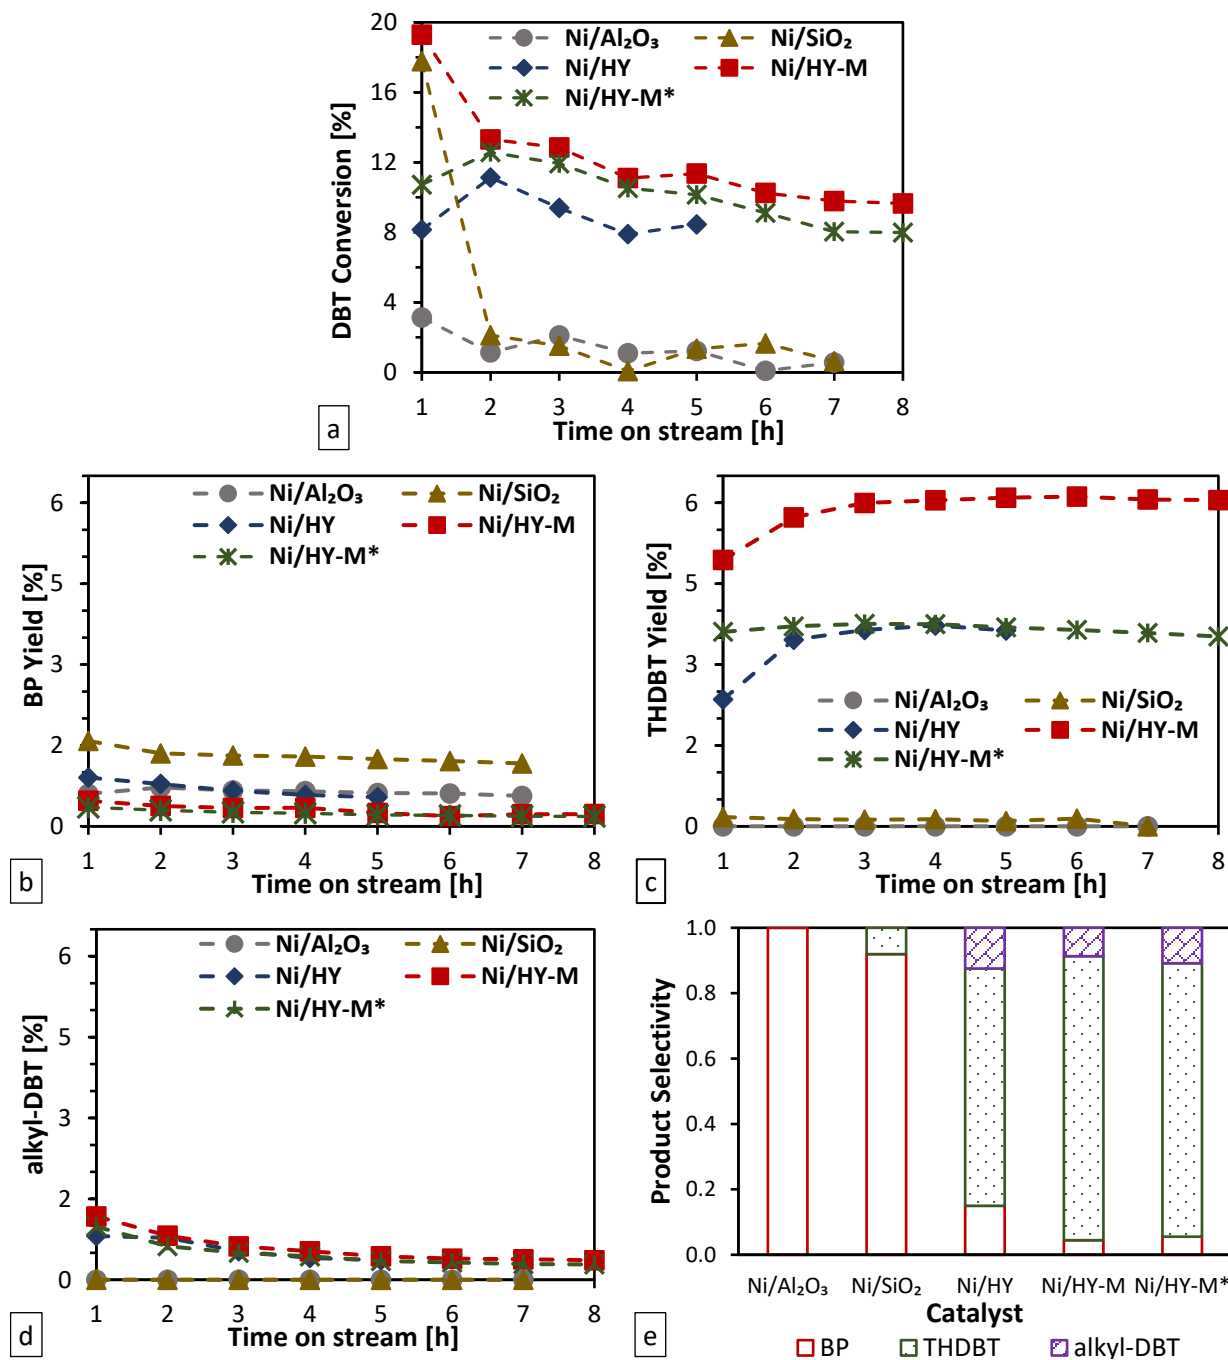 20
16
12
8
4
0
DBT Conversion [%]
Ni/Al₂O₃
Ni/SiO₂
Ni/HY
Ni/HY-M
Ni/HY-M*
1 2 3 4 5 6 7 8
Time on stream [h]
a
6
5
3
2
0
BP Yield [%]
Ni/Al₂O₃
Ni/SiO₂
Ni/HY
Ni/HY-M
Ni/HY-M*
1 2 3 4 5 6 7 8
Time on stream [h]
b
6
5
3
2
0
THDBT Yield [%]
Ni/Al₂O₃
Ni/SiO₂
Ni/HY
Ni/HY-M
Ni/HY-M*
1 2 3 4 5 6 7 8
Time on stream [h]
c
6
5
3
2
0
alkyl-DBT [%]
Ni/Al₂O₃
Ni/SiO₂
Ni/HY
Ni/HY-M
Ni/HY-M*
1 2 3 4 5 6 7 8
Time on stream [h]
d
1.0
0.8
0.6
0.4
0.2
0.0
Product Selectivity
Ni/Al₂O₃ Ni/SiO₂ Ni/HY Ni/HY-M Ni/HY-M*
Catalyst
BP THDBT alkyl-DBT
e